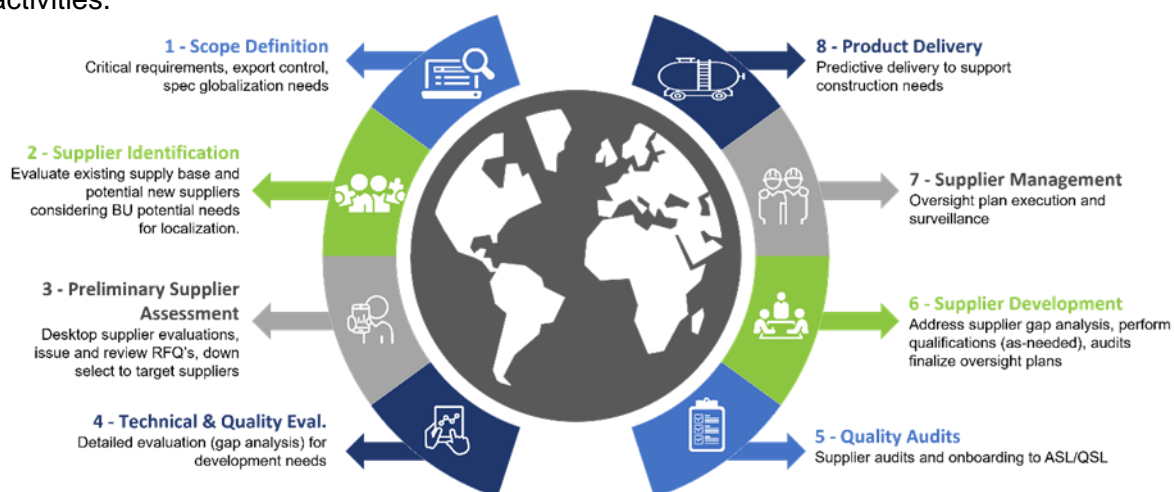 activities.
1 - Scope Definition
Critical requirements, export control,
spec globalization needs
2 - Supplier Identification
Evaluate existing supply base and
potential new suppliers
considering BU potential needs
for localization.
3 - Preliminary Supplier
Assessment
Desktop supplier evaluations,
issue and review RFQ's, down
select to target suppliers
4 - Technical & Quality Eval.
Detailed evaluation (gap analysis) for
development needs
5 - Quality Audits
Supplier audits and onboarding to ASL/QSL
6 - Supplier Development
Address supplier gap analysis, perform
qualifications (as-needed), audits
finalize oversight plans
7 - Supplier Management
Oversight plan execution and
surveillance
8 - Product Delivery
Predictive delivery to support
construction needs